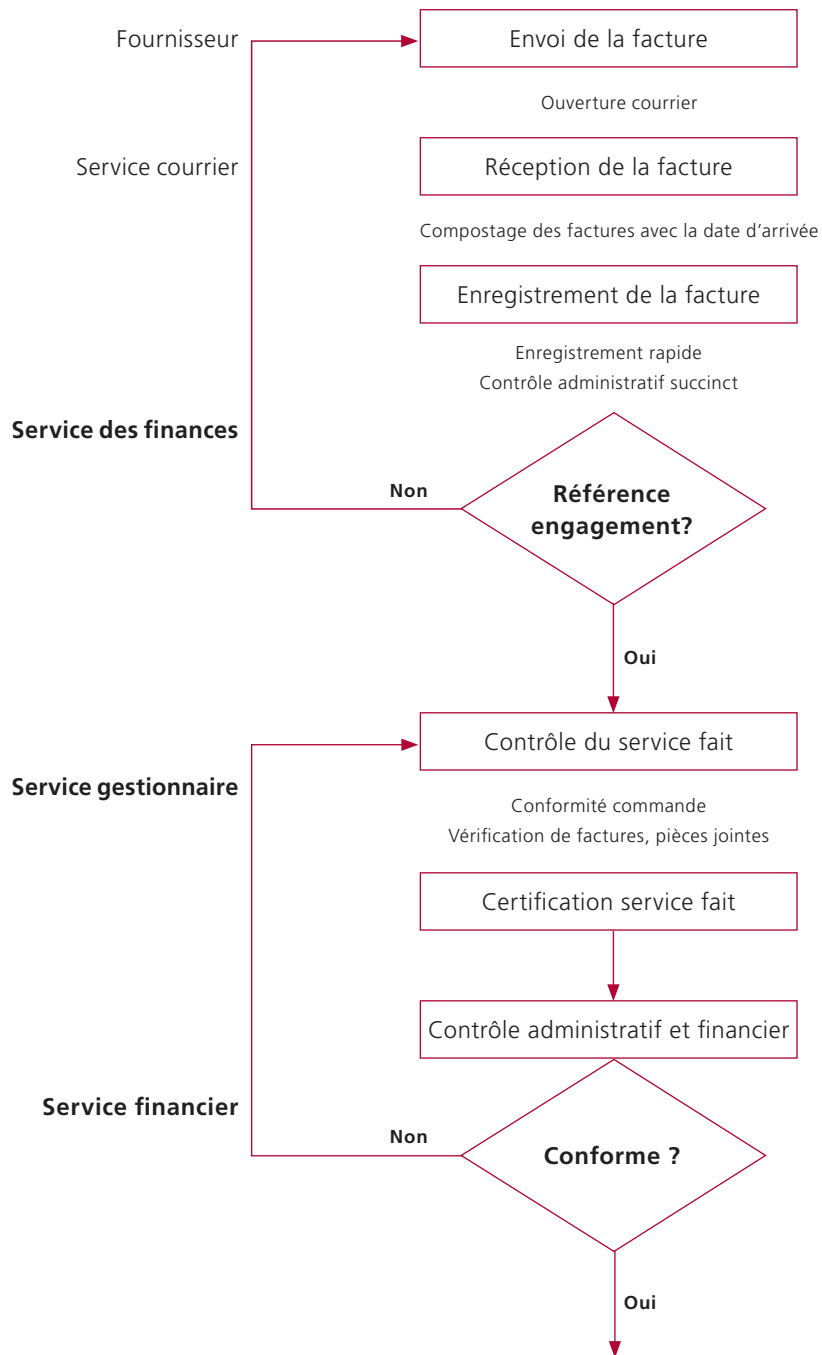 Fournisseur
Envoi de la facture
Ouverture courrier
Service courrier
Réception de la facture
Compostage des factures avec la date d’arrivée
Enregistrement de la facture
Enregistrement rapide
Contrôle administratif succinct
Service des finances
Non
Référence
engagement?
Oui
Contrôle du service fait
Service gestionnaire
Conformité commande
Vérification de factures, pièces jointes
Certification service fait
Contrôle administratif et financier
Service financier
Non
Conforme ?
Oui